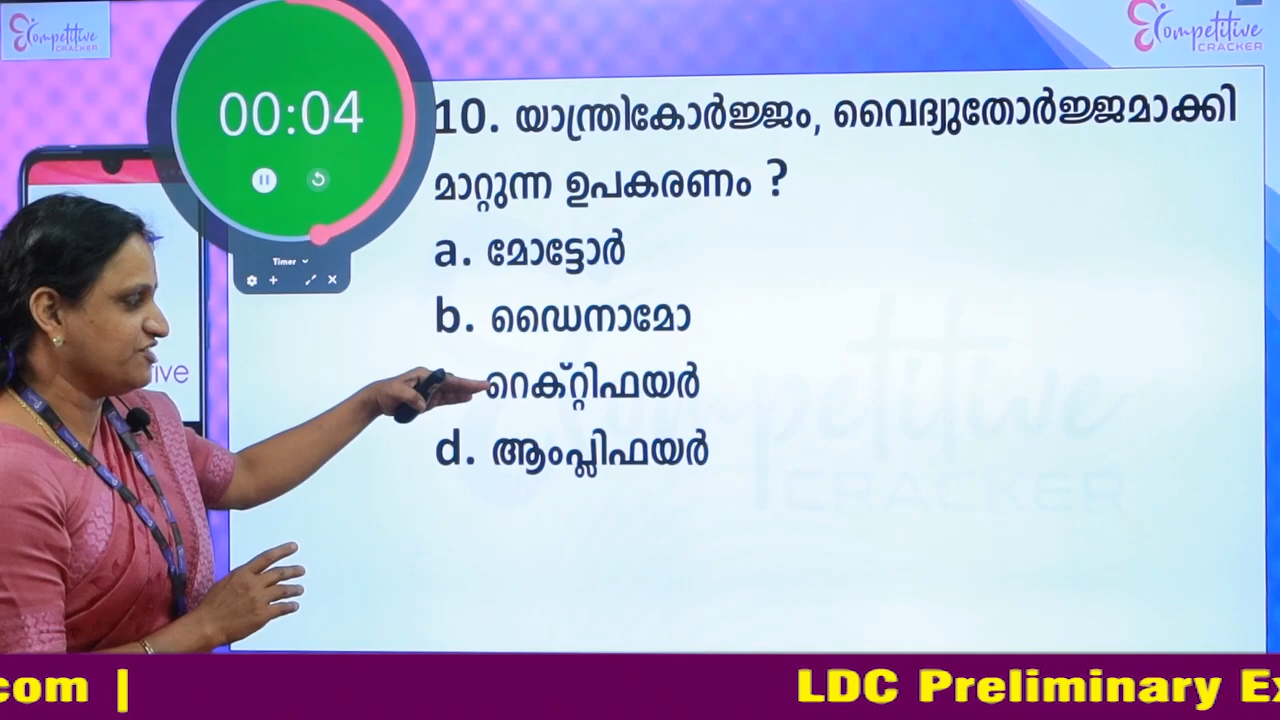 Competitive
CRACKER
Competitive
CRACKER
00:04
Timer
10. യാന്ത്രികോർജ്ജം, വൈദ്യുതോർജ്ജമാക്കി
മാറ്റുന്ന ഉപകരണം ?
a. മോട്ടോർ
b. ഡൈനാമോ
റെക്റ്റിഫയർ
d. ആംപ്ലിഫയർ
ive
Competitive
CRACKER
com |
LDC Preliminary Ex